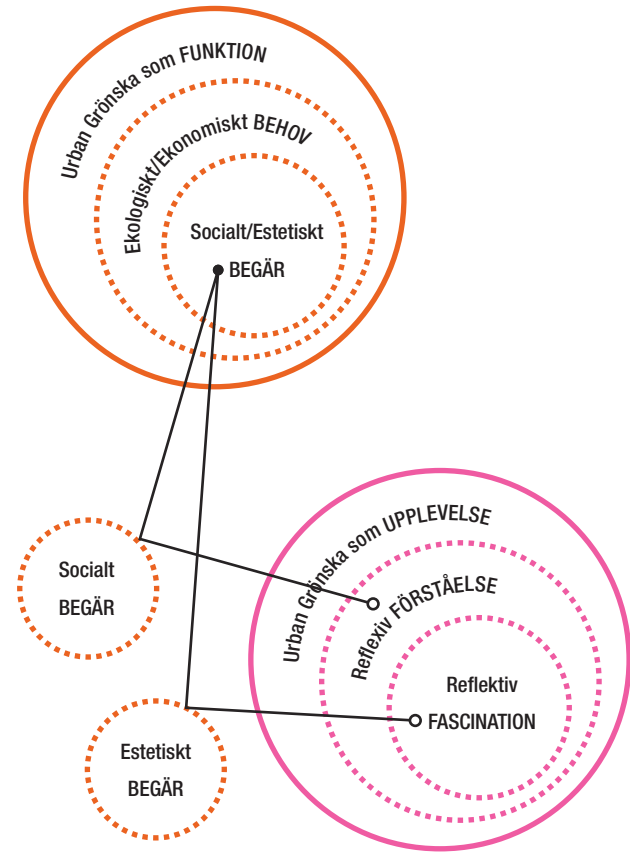 Urban Grönska som FUNKTION
Ekologiskt/Ekonomiskt BEHOV
Socialt/Estetiskt
BEGÄR
Socialt
BEGÄR
Estetiskt
BEGÄR
Urban Grönska som UPPLEVELSE
Reflexiv FÖRSTÅELSE
Reflektiv
FASCINATION